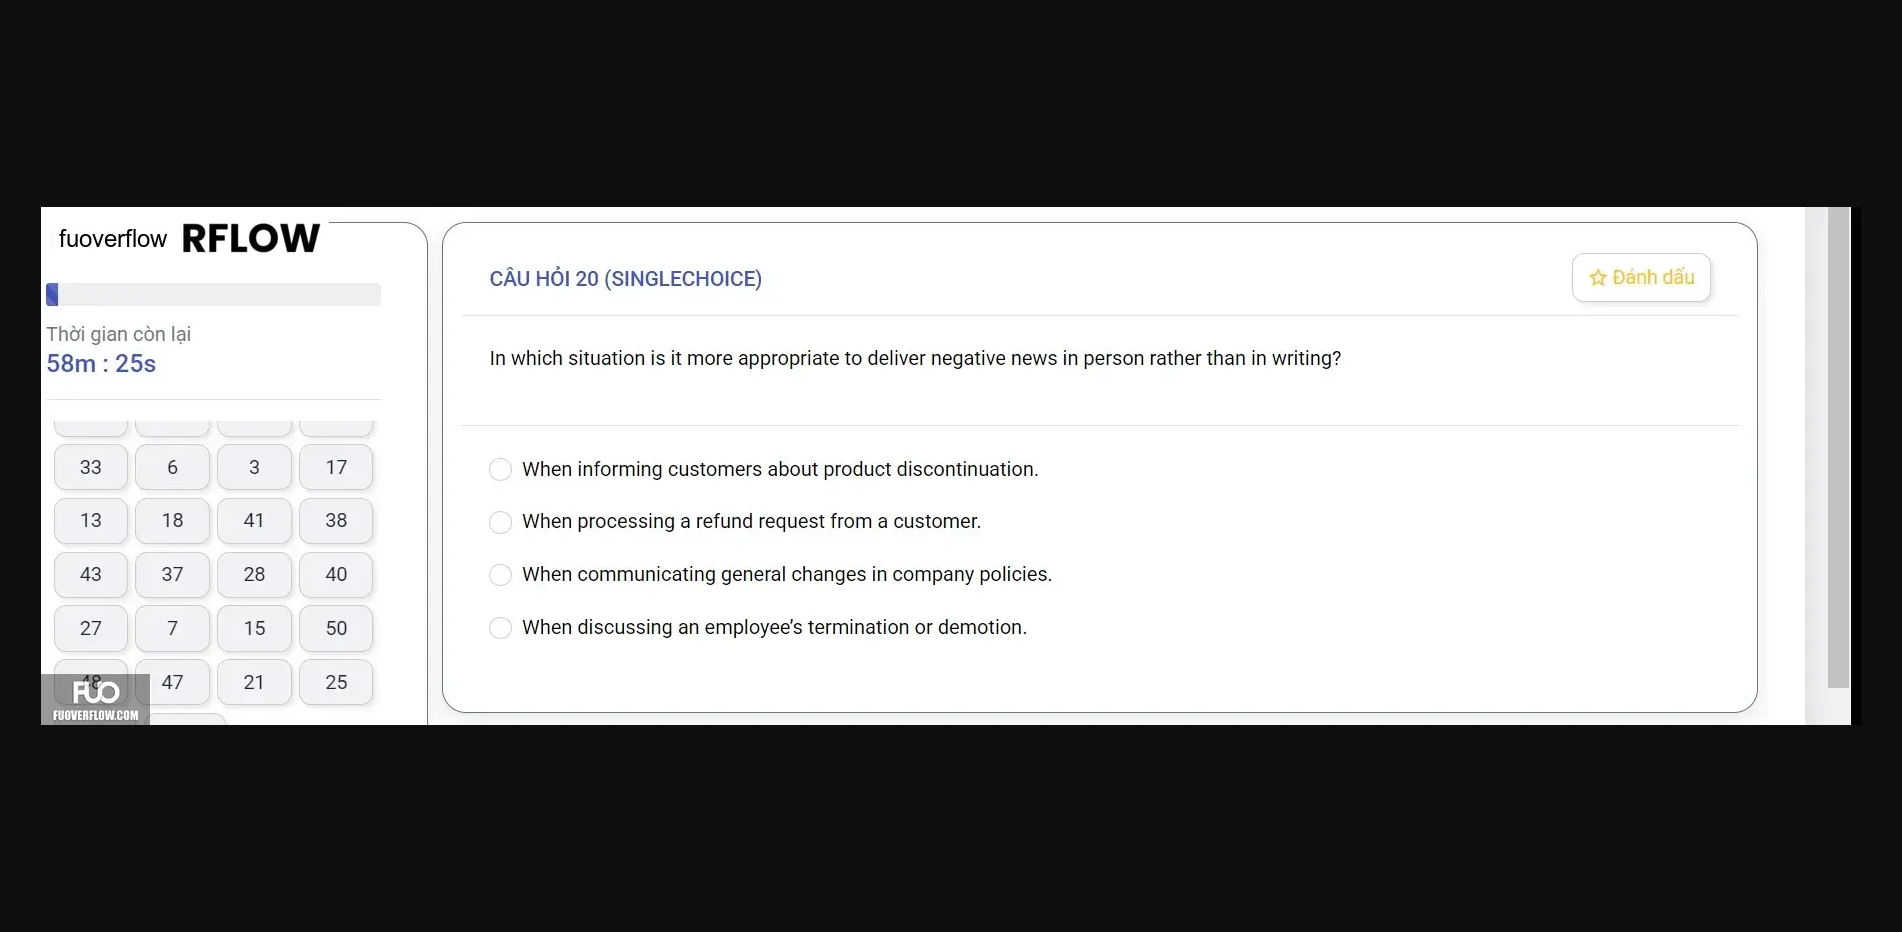 fuoverflow RFLOW
Thời gian còn lại
58m : 25s
33 6 3 17
13 18 41 38
43 37 28 40
27 7 15 50
48 47 21 25
FUO
FUOVERFLOW.COM
CÂU HỎI 20 (SINGLECHOICE)
Đánh dấu
In which situation is it more appropriate to deliver negative news in person rather than in writing?
When informing customers about product discontinuation.
When processing a refund request from a customer.
When communicating general changes in company policies.
When discussing an employee’s termination or demotion.